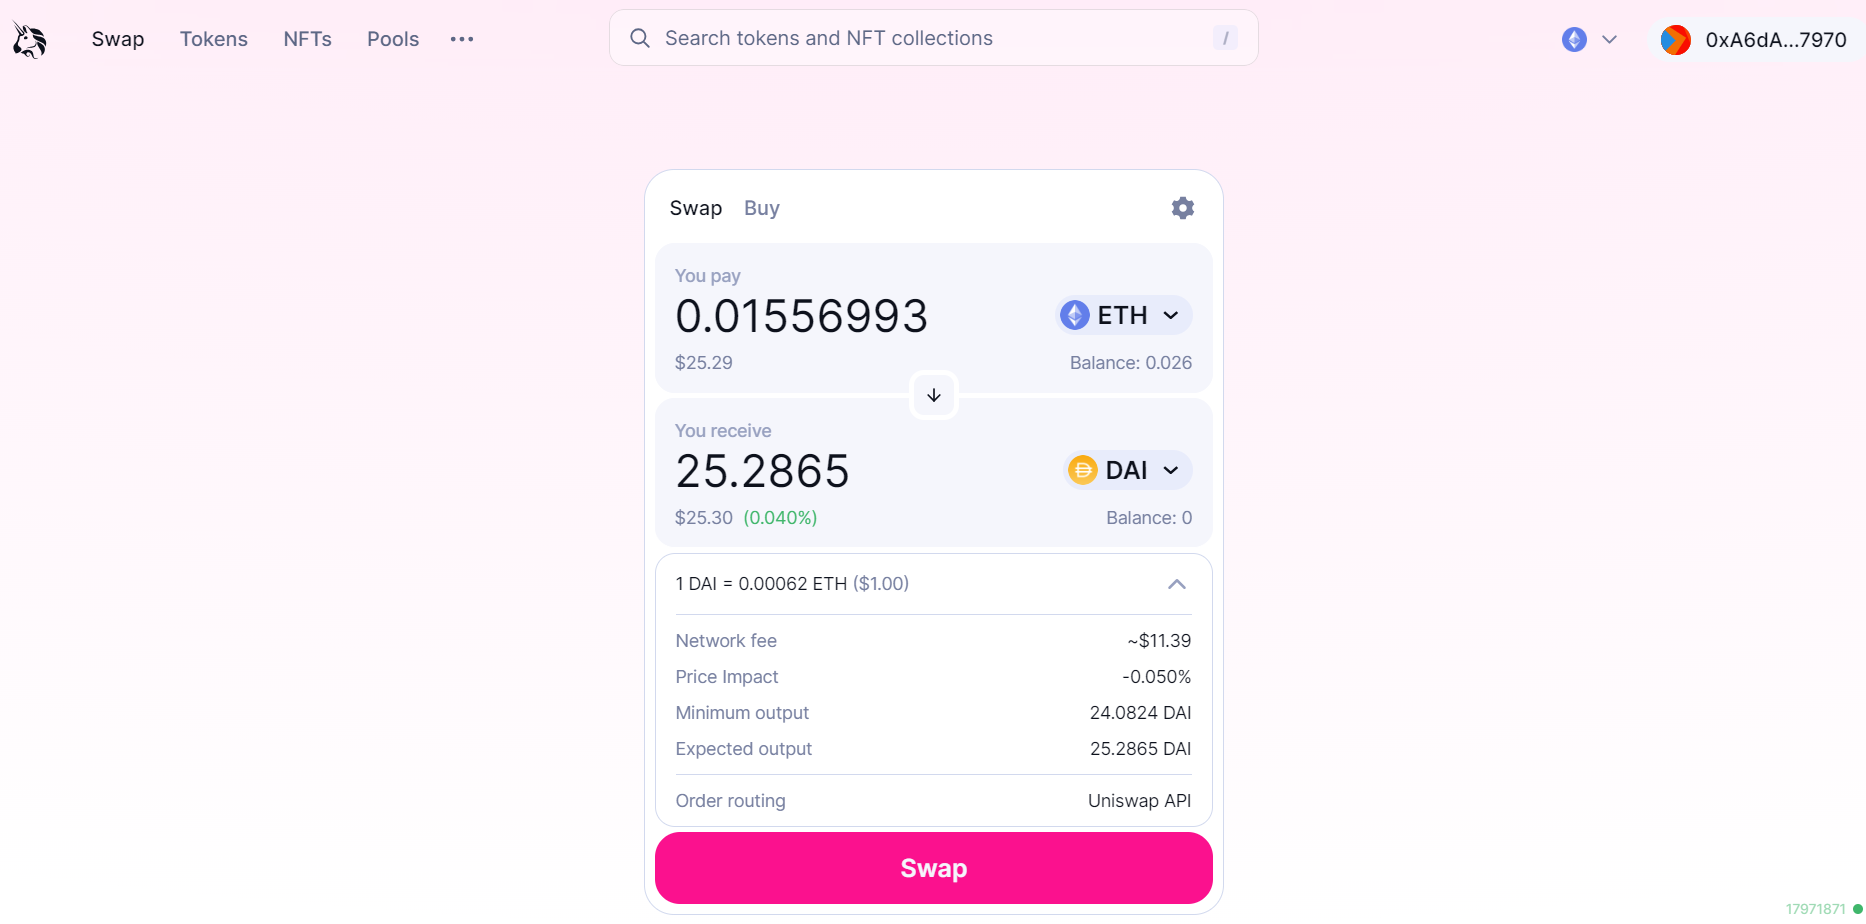 Swap Tokens NFTs Pools ••• Search tokens and NFT collections / 0xA6dA...7970
Swap Buy
You pay
0.01556993 ETH
$25.29 Balance: 0.026
You receive
25.2865 DAI
$25.30 (0.040%) Balance: 0
1 DAI = 0.00062 ETH ($1.00)
Network fee ~$11.39
Price Impact -0.050%
Minimum output 24.0824 DAI
Expected output 25.2865 DAI
Order routing Uniswap API
Swap
17971871